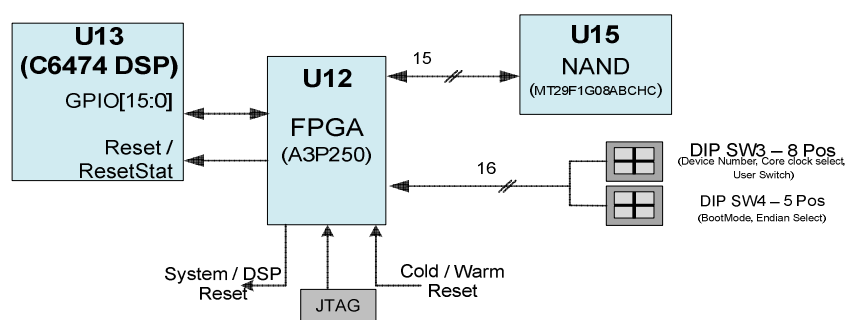 U13
(C6474 DSP)
GPIO[15:0]
Reset /
ResetStat
U12
FPGA
(A3P250)
15
U15
NAND
(MT29F1G08ABCHC)
16
DIP SW3 – 8 Pos
(Device Number, Core clock select,
User Switch)
DIP SW4 – 5 Pos
(BootMode, Endian Select)
System / DSP
Reset
JTAG
Cold / Warm
Reset